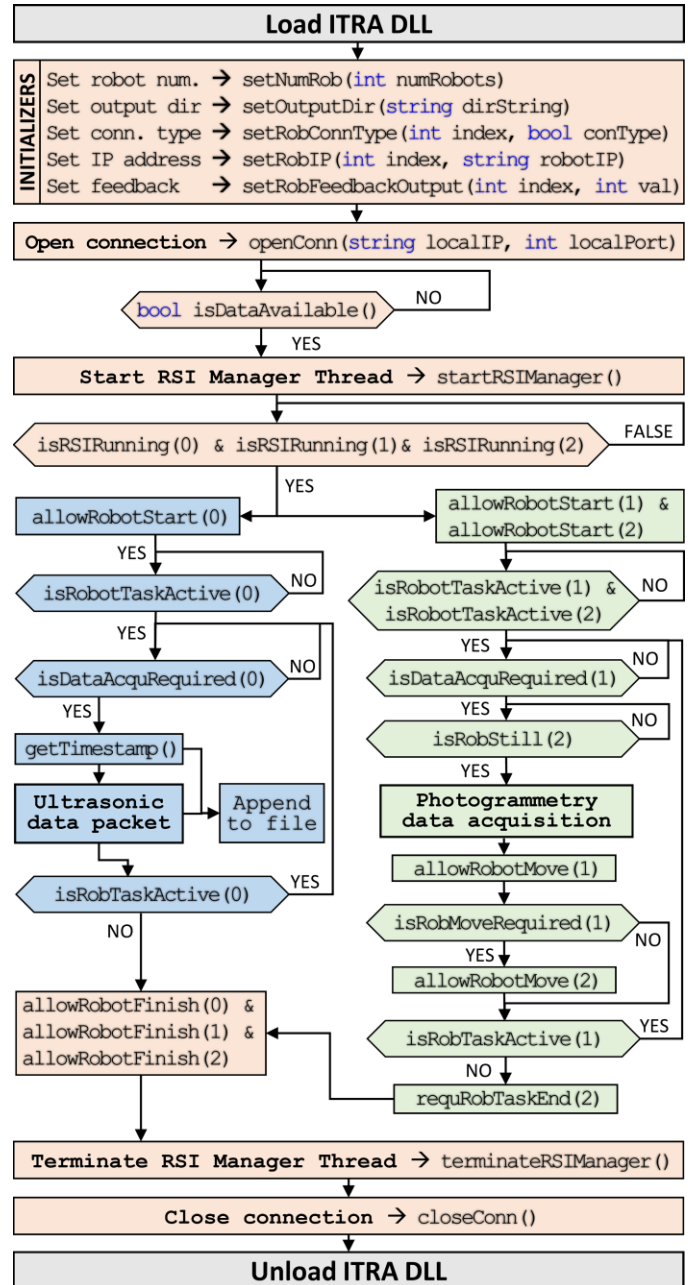 Load ITRA DLL
INITIALIZERS
Set robot num. → setNumRob(int numRobots)
Set output dir → setOutputDir(string dirString)
Set conn. type → setRobConnType(int index, bool conType)
Set IP address → setRobIP(int index, string robotIP)
Set feedback → setRobFeedbackOutput(int index, int val)
Open connection → openConn(string localIP, int localPort)
bool isDataAvailable()
NO
YES
Start RSI Manager Thread → startRSIManager()
isRSIRunning(0) & isRSIRunning(1)& isRSIRunning(2)
FALSE
YES
allowRobotStart(0)
YES
NO
isRobotTaskActive(0)
YES
isDataAcquRequired(0)
NO
YES
getTimestamp()
Ultrasonic
data packet
Append
to file
isRobTaskActive(0)
YES
NO
allowRobotStart(1) &
allowRobotStart(2)
isRobotTaskActive(1) &
isRobotTaskActive(2)
NO
YES
isDataAcquRequired(1)
NO
YES
isRobStill(2)
NO
YES
Photogrammetry
data acquisition
allowRobotMove(1)
isRobMoveRequired(1)
NO
YES
allowRobotMove(2)
isRobTaskActive(1)
YES
NO
requRobTaskEnd(2)
allowRobotFinish(0) &
allowRobotFinish(1) &
allowRobotFinish(2)
Terminate RSI Manager Thread → terminateRSIManager()
Close connection → closeConn()
Unload ITRA DLL